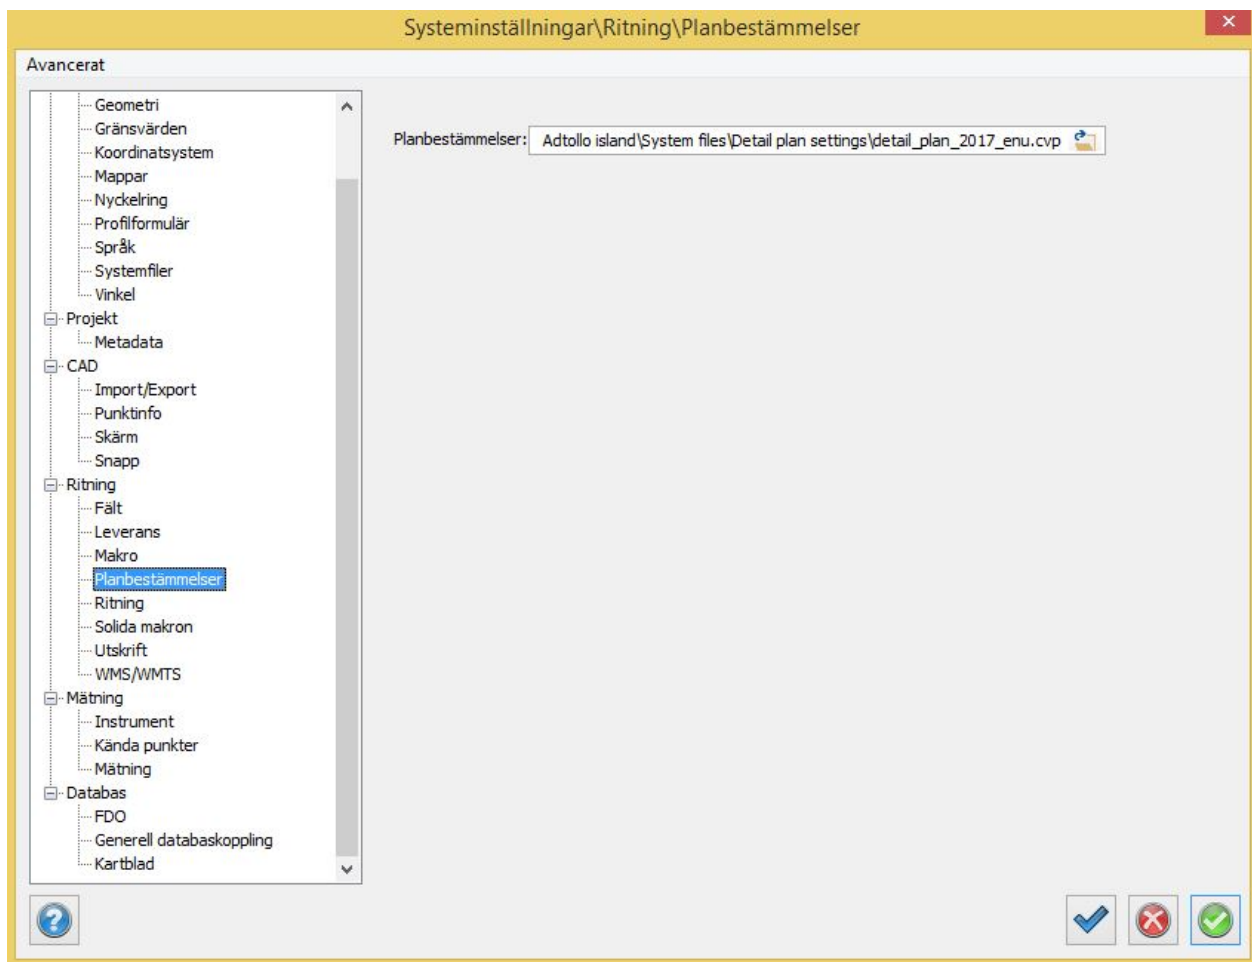 Systeminställningar\Ritning\Planbestämmelser
Avancerat
Geometri
Gränsvärden
Koordinatsystem
Mappar
Nyckelring
Profilformulär
Språk
Systemfiler
Vinkel
Projekt
Metadata
CAD
Import/Export
Punktinfo
Skärm
Snapp
Ritning
Fält
Leverans
Makro
Planbestämmelser
Ritning
Solida makron
Utskrift
WMS/WMTS
Mätning
Instrument
Kända punkter
Mätning
Databas
FDO
Generell databaskoppling
Kartblad
Planbestämmelser: Adtollo island\System files\Detail plan settings\detail_plan_2017_enu.cvp